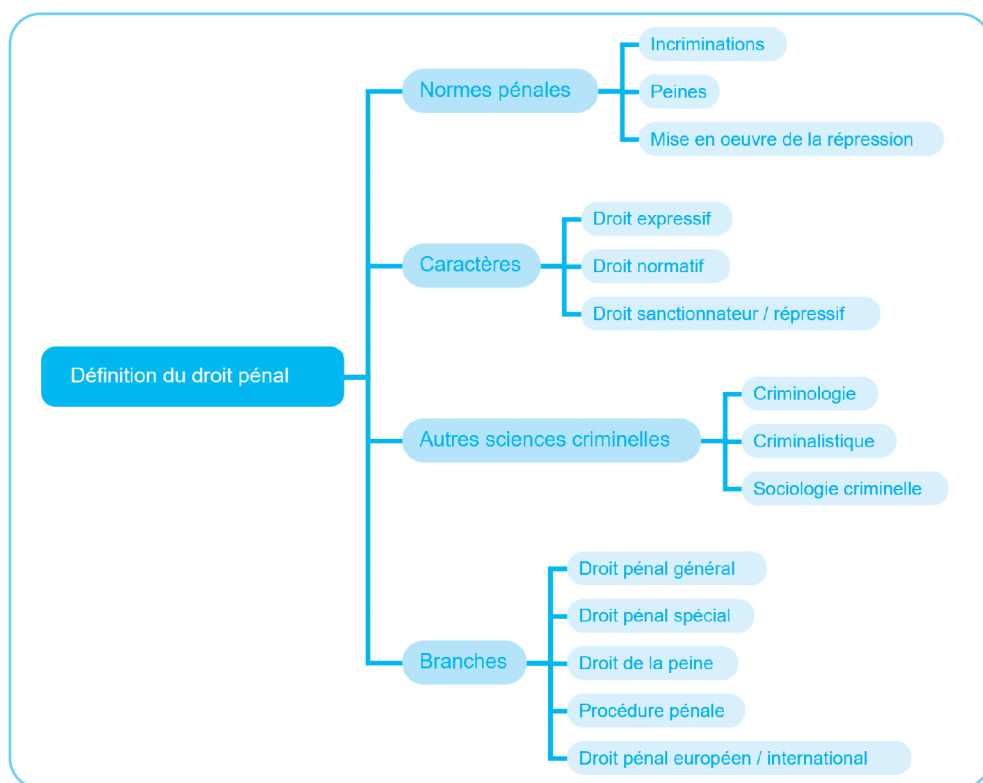 Définition du droit pénal
Normes pénales
Incriminations
Peines
Mise en oeuvre de la répression
Caractères
Droit expressif
Droit normatif
Droit sanctionnateur / répressif
Autres sciences criminelles
Criminologie
Criminalistique
Sociologie criminelle
Branches
Droit pénal général
Droit pénal spécial
Droit de la peine
Procédure pénale
Droit pénal européen / international